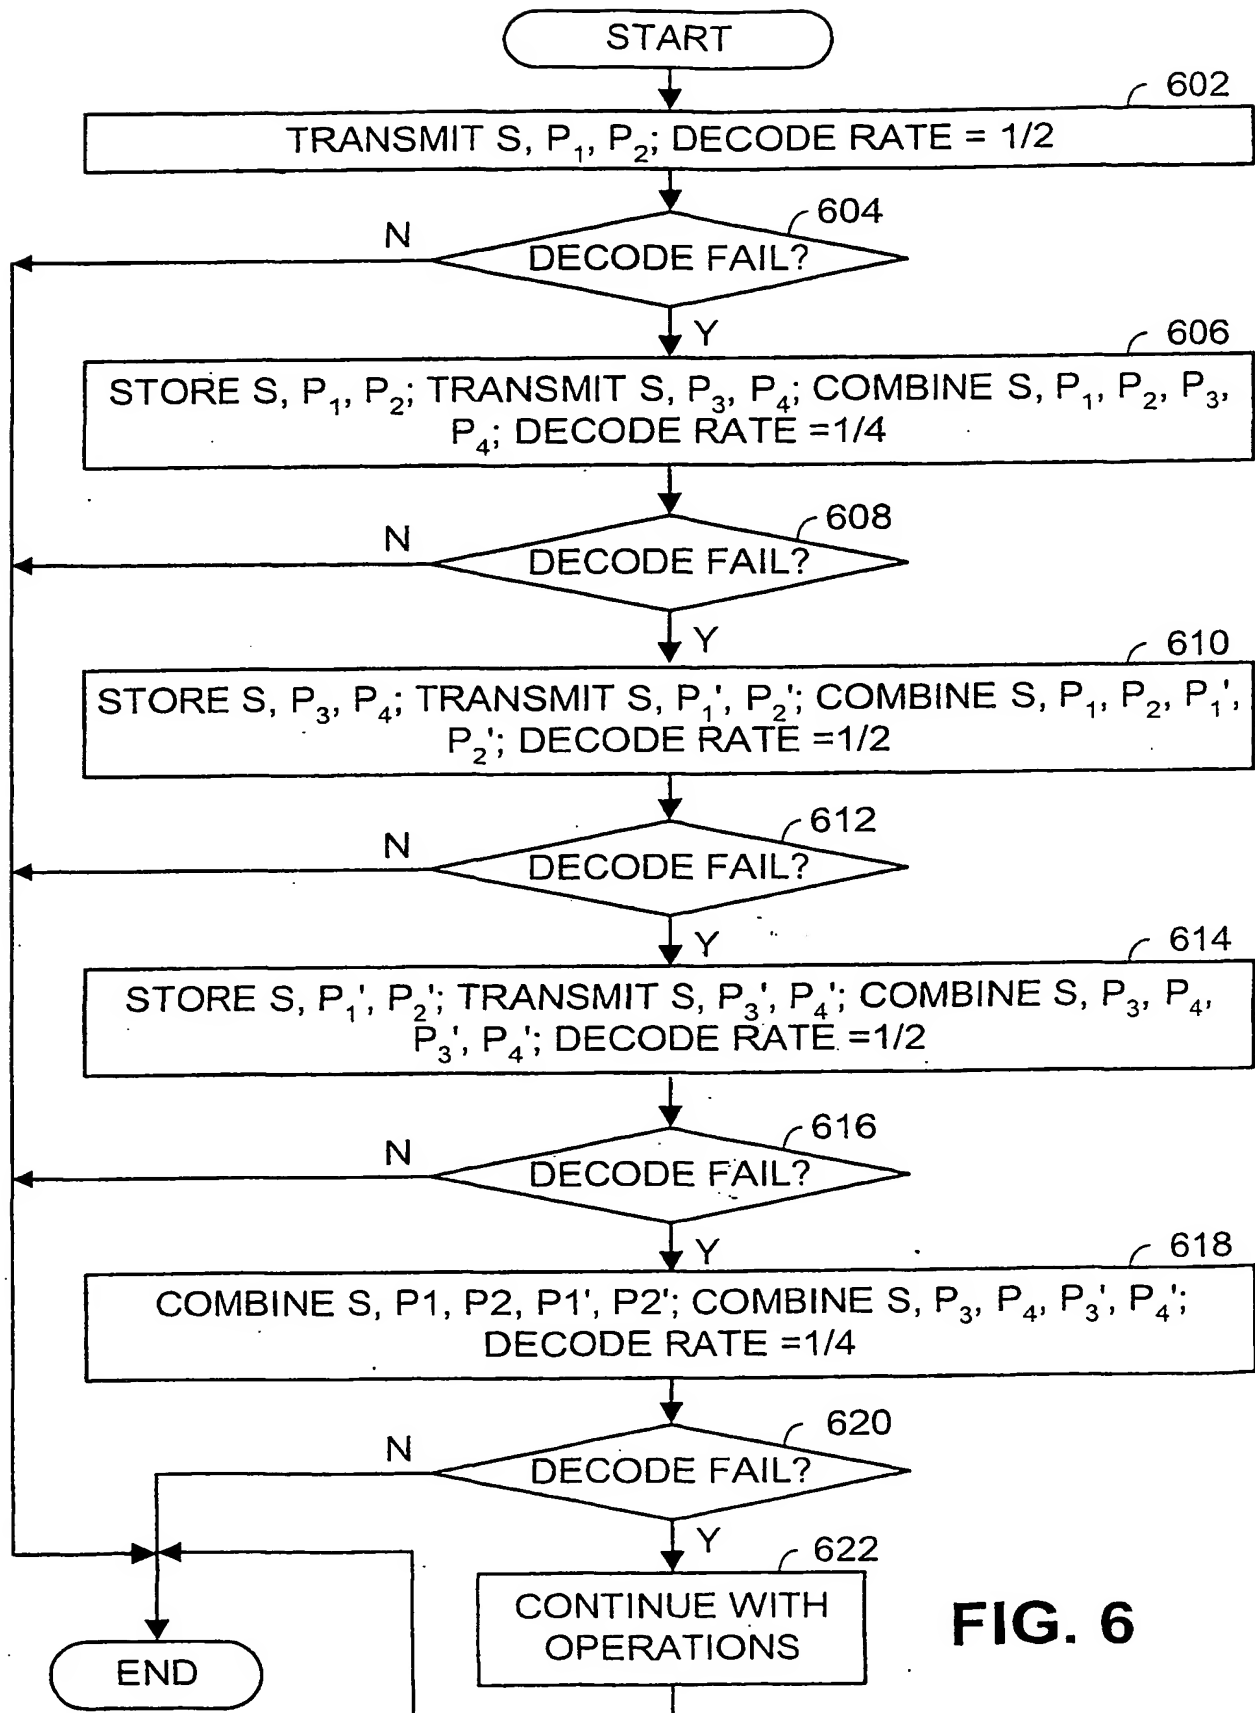 START
602
TRANSMIT S, P₁, P₂; DECODE RATE = 1/2
604
N
DECODE FAIL?
Y
606
STORE S, P₁, P₂; TRANSMIT S, P₃, P₄; COMBINE S, P₁, P₂, P₃,
P₄; DECODE RATE =1/4
608
N
DECODE FAIL?
Y
610
STORE S, P₃, P₄; TRANSMIT S, P₁', P₂'; COMBINE S, P₁, P₂, P₁',
P₂'; DECODE RATE =1/2
612
N
DECODE FAIL?
Y
614
STORE S, P₁', P₂'; TRANSMIT S, P₃', P₄'; COMBINE S, P₃, P₄,
P₃', P₄'; DECODE RATE =1/2
616
N
DECODE FAIL?
Y
618
COMBINE S, P1, P2, P1', P2'; COMBINE S, P₃, P₄, P₃', P₄';
DECODE RATE =1/4
620
N
DECODE FAIL?
Y
622
CONTINUE WITH
OPERATIONS
FIG. 6
END